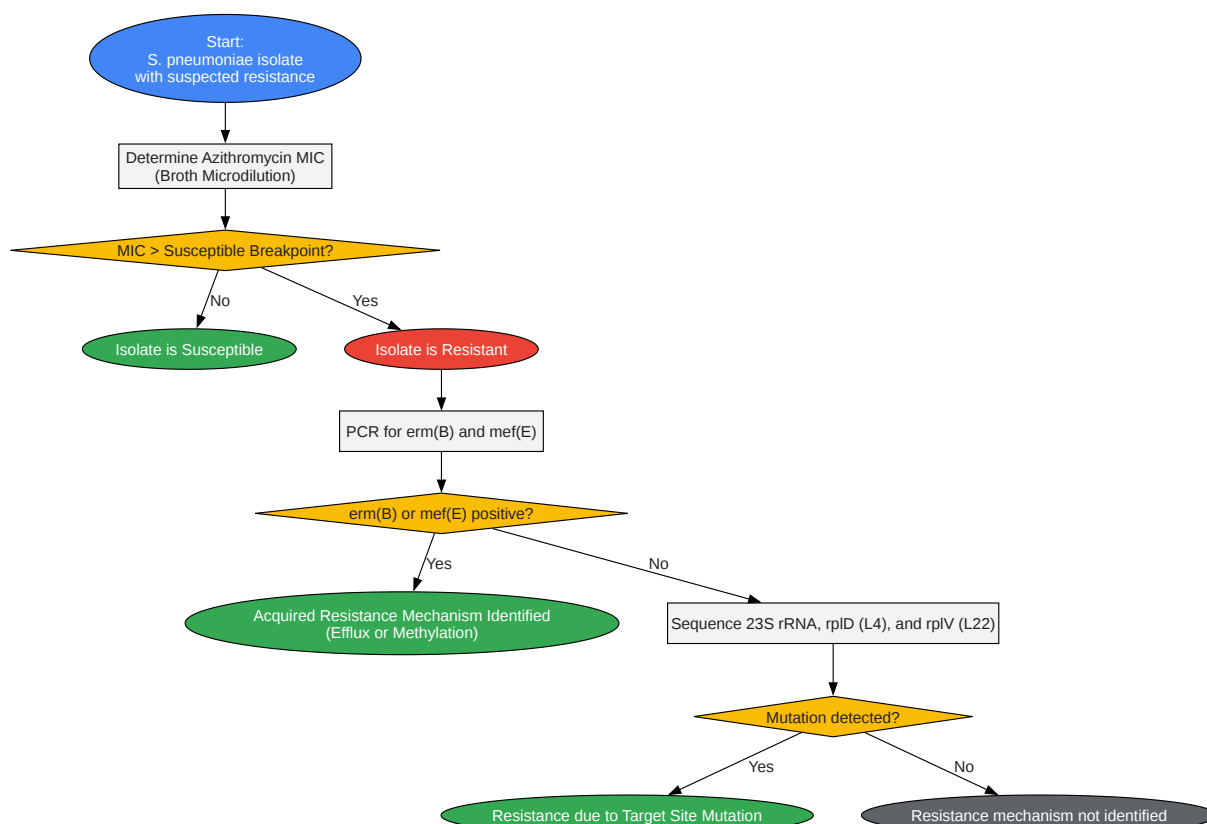 Start:
S. pneumoniae isolate
with suspected resistance
Determine Azithromycin MIC
(Broth Microdilution)
MIC > Susceptible Breakpoint?
No
Yes
Isolate is Susceptible
Isolate is Resistant
PCR for erm(B) and mef(E)
erm(B) or mef(E) positive?
Yes
No
Acquired Resistance Mechanism Identified
(Efflux or Methylation)
Sequence 23S rRNA, rplD (L4), and rplV (L22)
Mutation detected?
Yes
No
Resistance due to Target Site Mutation
Resistance mechanism not identified